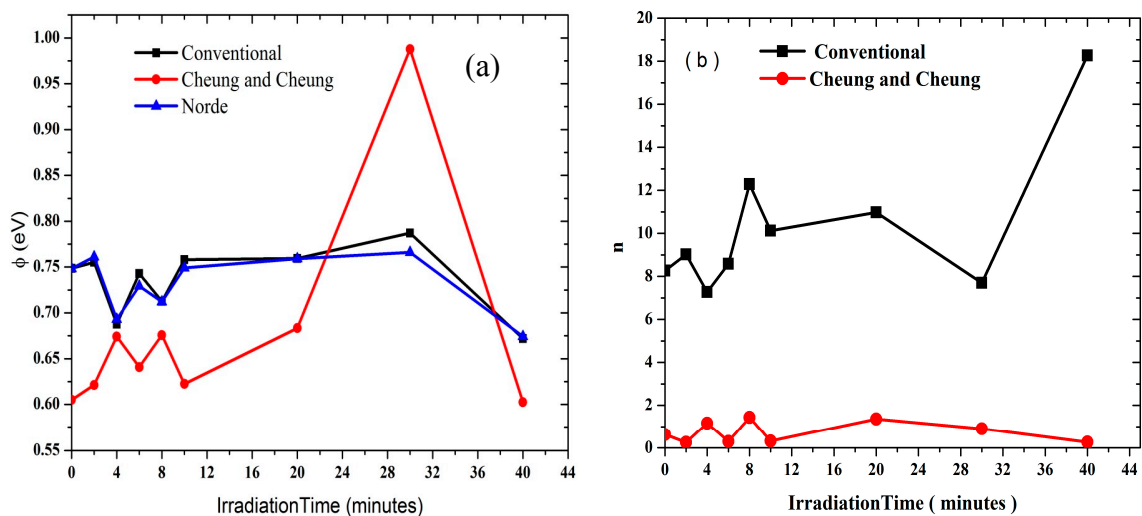 (a)
Conventional
Cheung and Cheung
Norde
1.00
0.95
0.90
0.85
0.80
0.75
0.70
0.65
0.60
0.55
ϕ (eV)
0 4 8 12 16 20 24 28 32 36 40 44
IrradiationTime (minutes)
( b )
Conventional
Cheung and Cheung
20
18
16
14
12
10
8
6
4
2
0
n
0 4 8 12 16 20 24 28 32 36 40 44
IrradiationTime ( minutes )